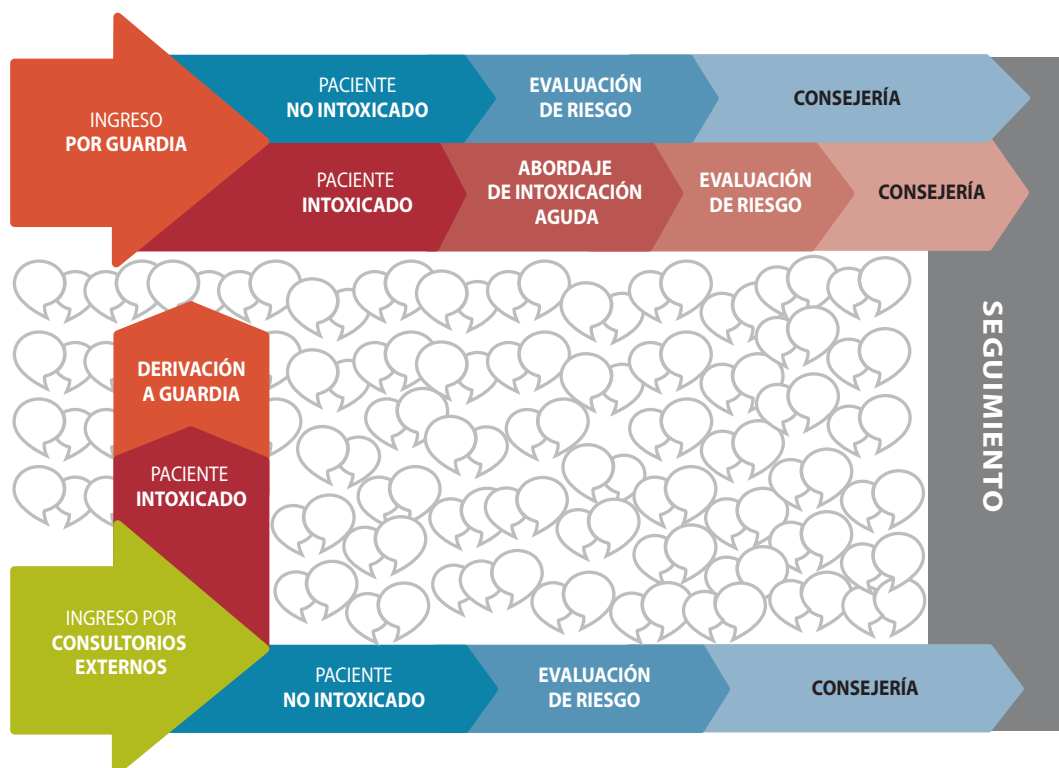 INGRESO
POR GUARDIA
PACIENTE
NO INTOXICADO
EVALUACIÓN
DE RIESGO
CONSEJERÍA
PACIENTE
INTOXICADO
ABORDAJE
DE INTOXICACIÓN
AGUDA
EVALUACIÓN
DE RIESGO
CONSEJERÍA
DERIVACIÓN
A GUARDIA
PACIENTE
INTOXICADO
SEGUIMIENTO
INGRESO POR
CONSULTORIOS
EXTERNOS
PACIENTE
NO INTOXICADO
EVALUACIÓN
DE RIESGO
CONSEJERÍA